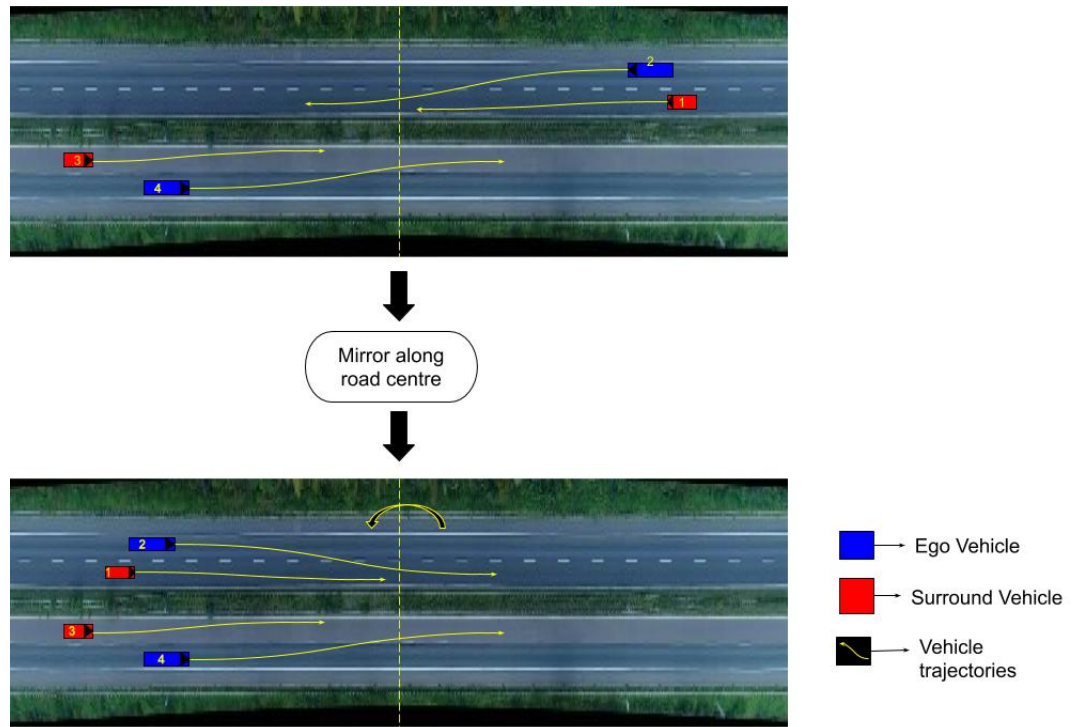 2
1
3
4
Mirror along
road centre
2
1
3
4
Ego Vehicle
Surround Vehicle
Vehicle
trajectories